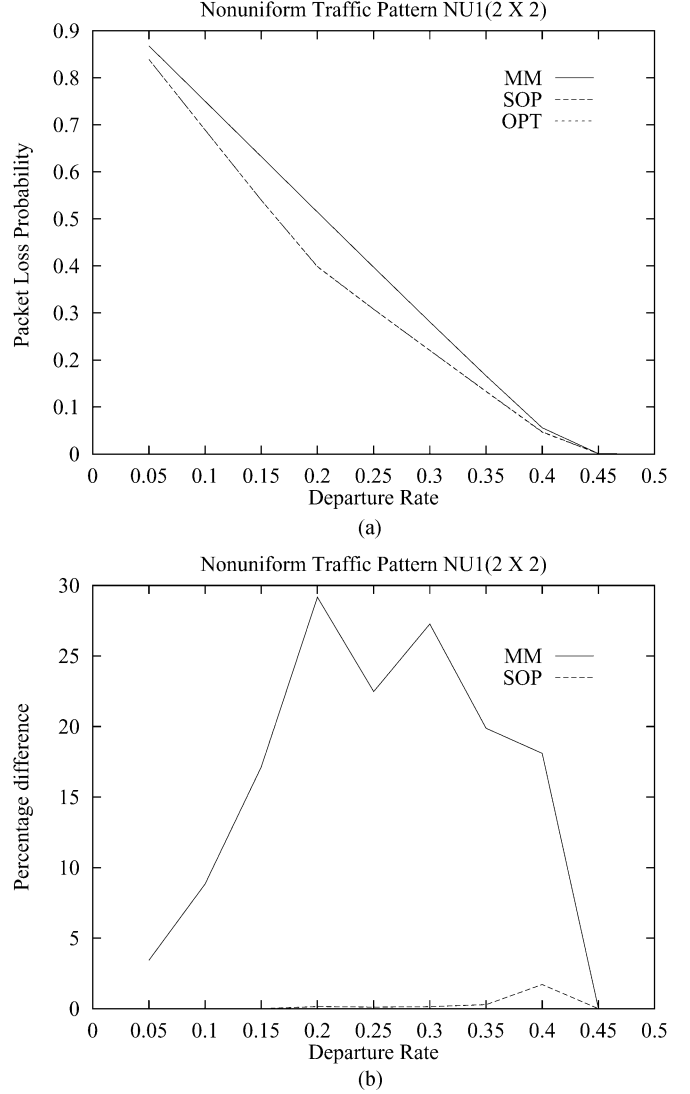 Nonuniform Traffic Pattern NU1(2 X 2)
0.9
0.8
0.7
0.6
0.5
0.4
0.3
0.2
0.1
0
Packet Loss Probability
MM
SOP
OPT
0 0.05 0.1 0.15 0.2 0.25 0.3 0.35 0.4 0.45 0.5
Departure Rate
(a)
Nonuniform Traffic Pattern NU1(2 X 2)
30
25
20
15
10
5
0
Percentage difference
MM
SOP
0 0.05 0.1 0.15 0.2 0.25 0.3 0.35 0.4 0.45 0.5
Departure Rate
(b)